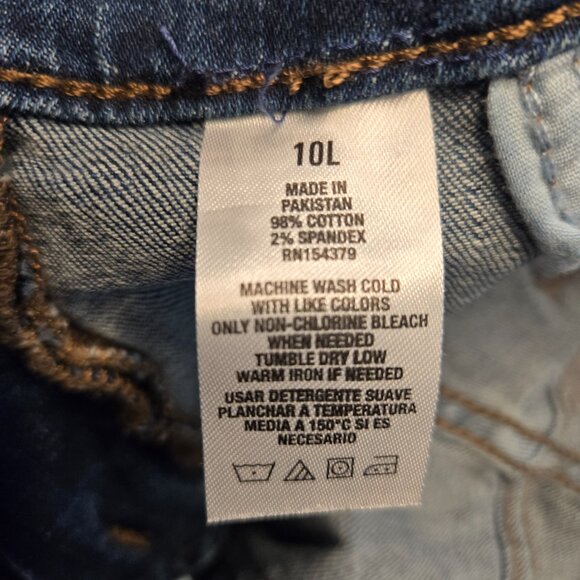 10L
MADE IN
PAKISTAN
98% COTTON
2% SPANDEX
RN154379
MACHINE WASH COLD
WITH LIKE COLORS
ONLY NON-CHLORINE BLEACH
WHEN NEEDED
TUMBLE DRY LOW
WARM IRON IF NEEDED
USAR DETERGENTE SUAVE
PLANCHAR A TEMPERATURA
MEDIA A 150°C SI ES
NECESARIO